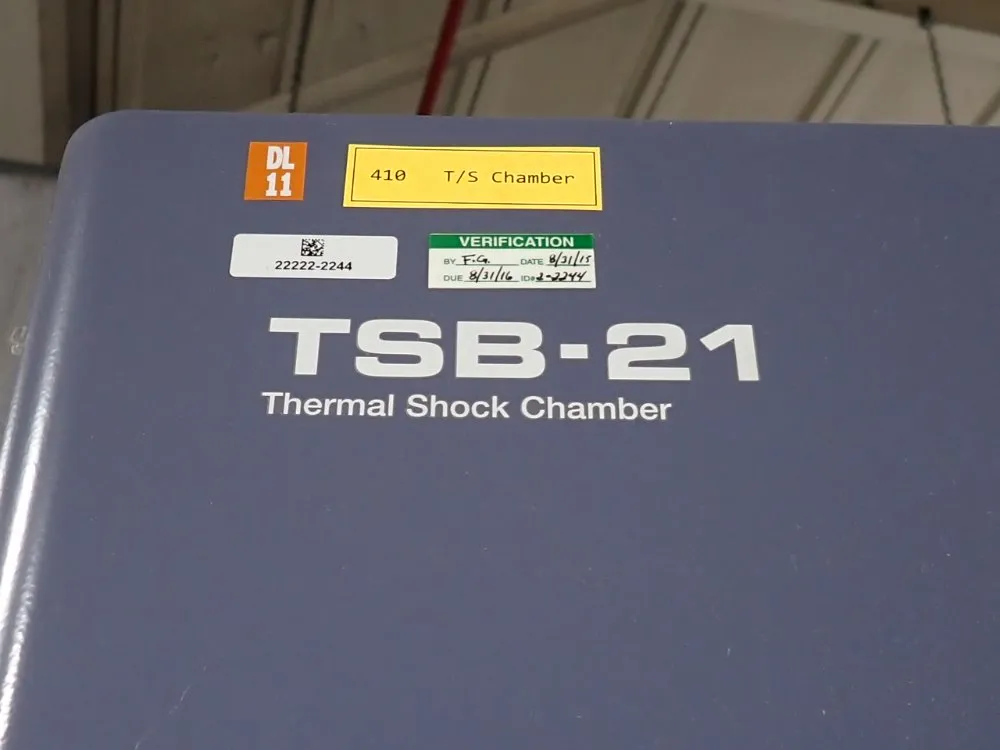 DL
11
410 T/S Chamber
22222-2244
VERIFICATION
BY F.G. DATE 8/31/15
DUE 8/31/16 ID# 2-2244
TSB-21
Thermal Shock Chamber